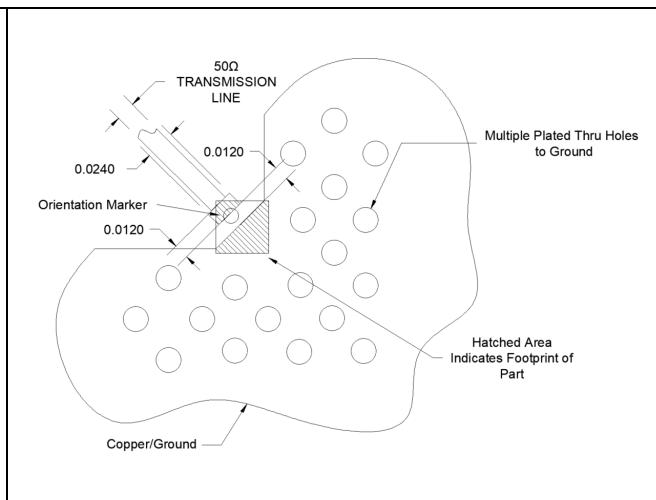 50Ω
TRANSMISSION
LINE
0.0120
Multiple Plated Thru Holes
to Ground
0.0240
Orientation Marker
0.0120
Hatched Area
Indicates Footprint of
Part
Copper/Ground